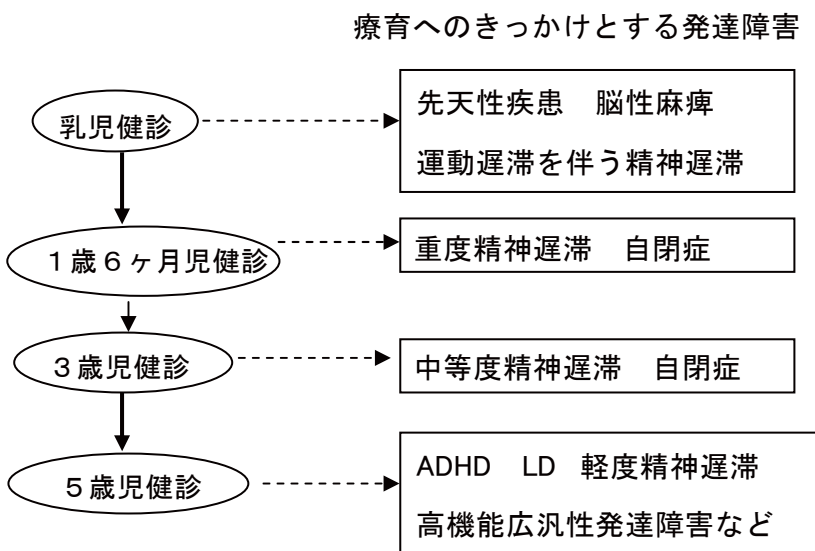 療育へのきっかけとする発達障害
乳児健診
先天性疾患　脳性麻痺
運動遅滞を伴う精神遅滞
１歳６ヶ月児健診
重度精神遅滞　自閉症
３歳児健診
中等度精神遅滞　自閉症
５歳児健診
ADHD　LD　軽度精神遅滞
高機能広汎性発達障害など